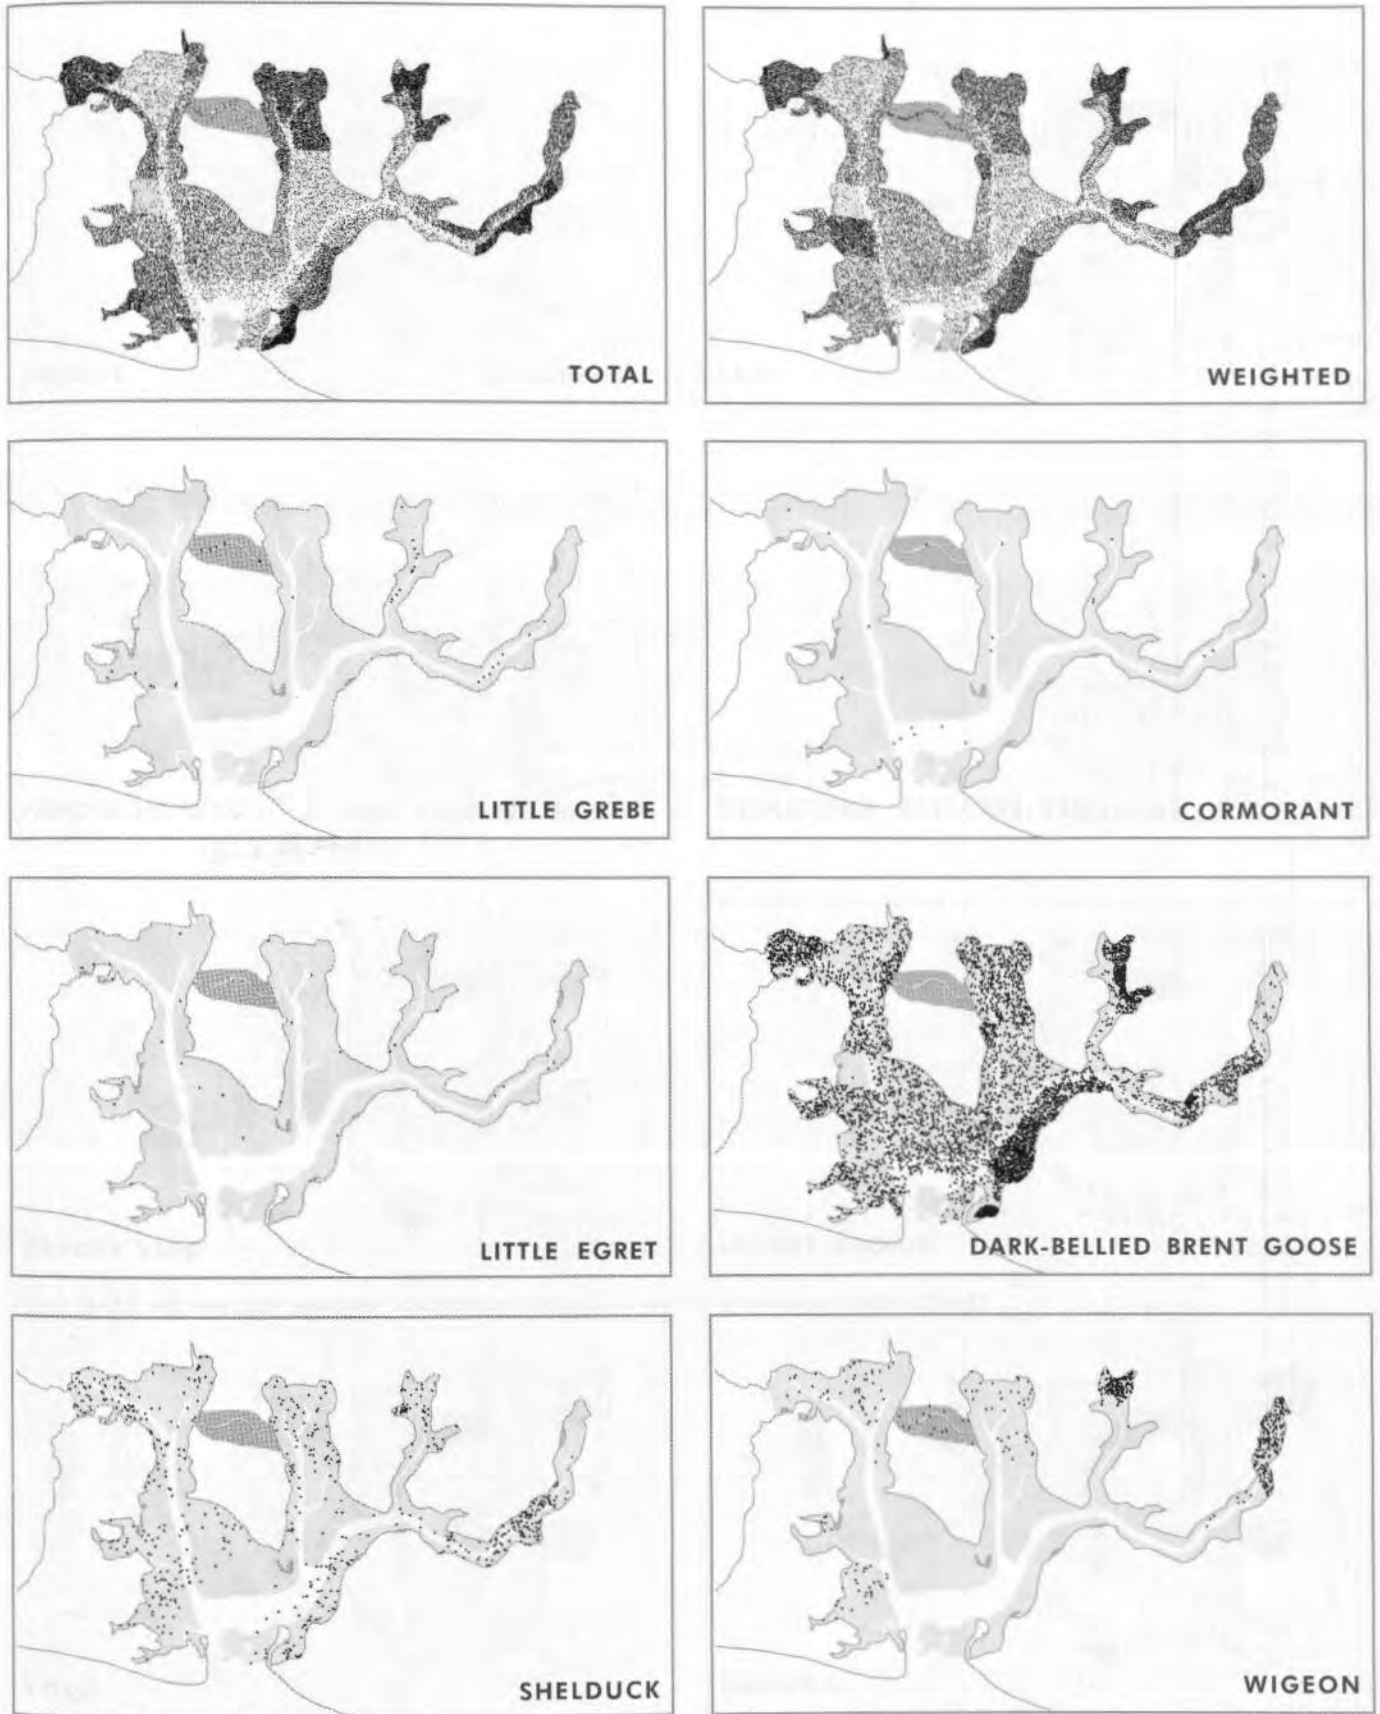 TOTAL
WEIGHTED
LITTLE GREBE
CORMORANT
LITTLE EGRET
DARK-BELLIED BRENT GOOSE
SHELDUCK
WIGEON